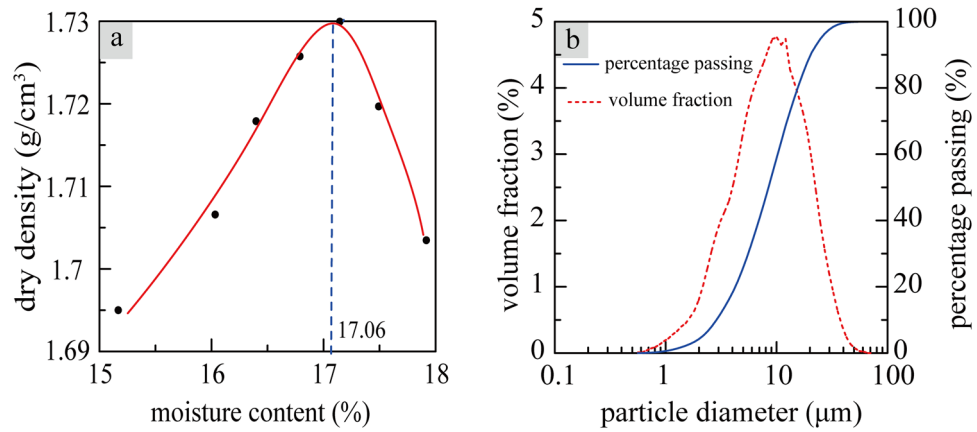 a
1.73
1.72
1.71
1.7
1.69
dry density (g/cm³)
17.06
15
16
17
18
moisture content (%)
b
5
4
3
2
1
0
volume fraction (%)
percentage passing
volume fraction
100
80
60
40
20
0
percentage passing (%)
0.1
1
10
100
particle diameter (μm)